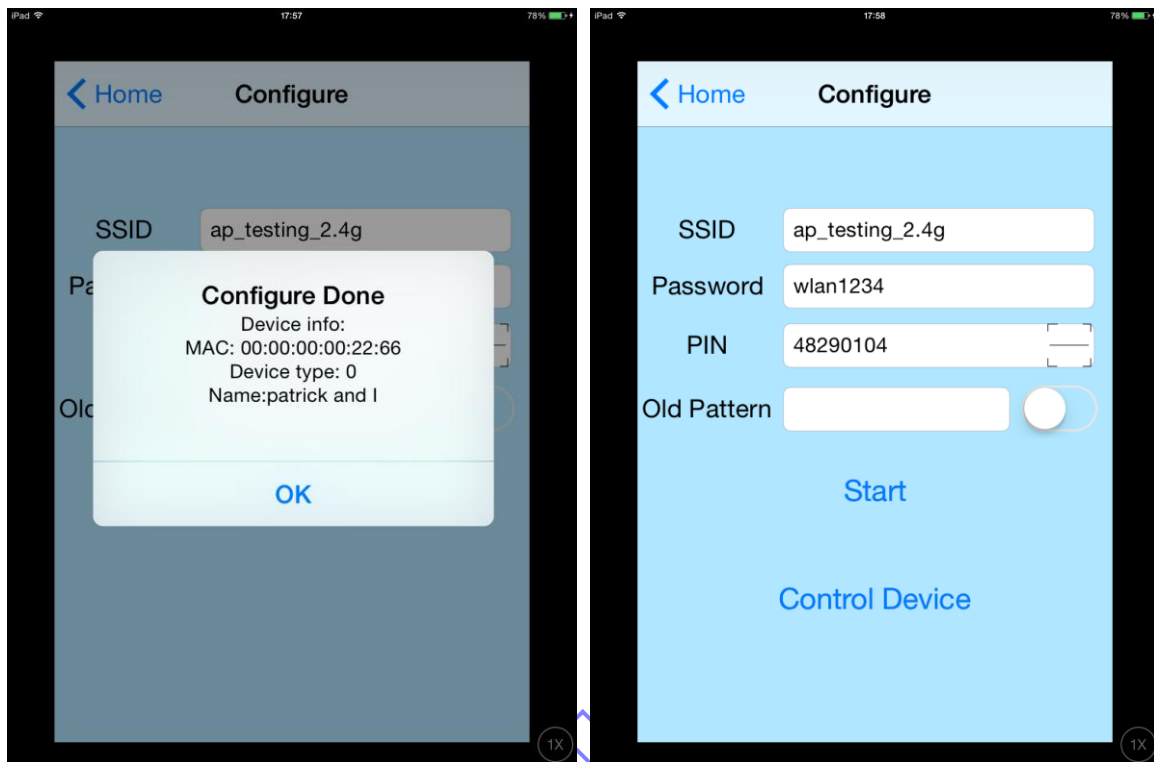 iPad 17:57 78%
Home Configure
SSID ap_testing_2.4g
Pa
Configure Done
Device info:
MAC: 00:00:00:00:22:66
Device type: 0
Name:patrick and I
Old
OK
1X
iPad 17:58 78%
Home Configure
SSID ap_testing_2.4g
Password wlan1234
PIN 48290104
Old Pattern
Start
Control Device
1X